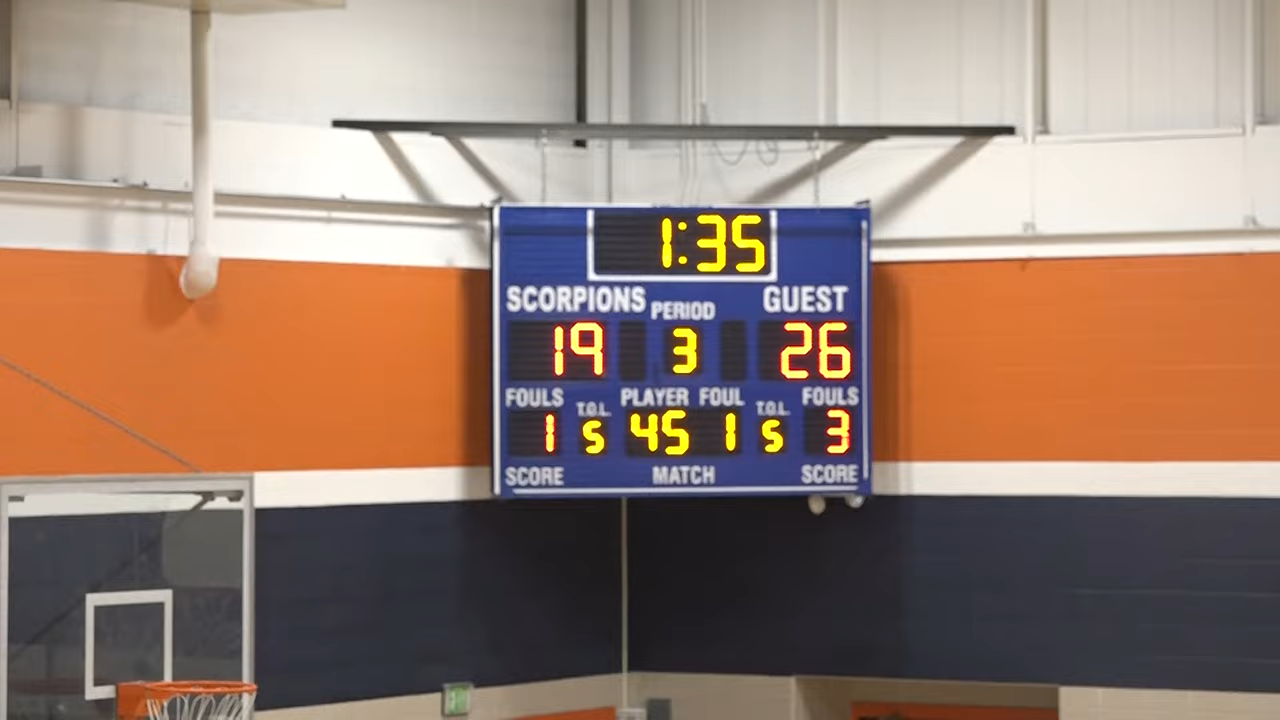 1:35
SCORPIONS PERIOD GUEST
19 3 26
FOULS T.O.L. PLAYER FOUL T.O.L. FOULS
1 5 45 1 5 3
SCORE MATCH SCORE